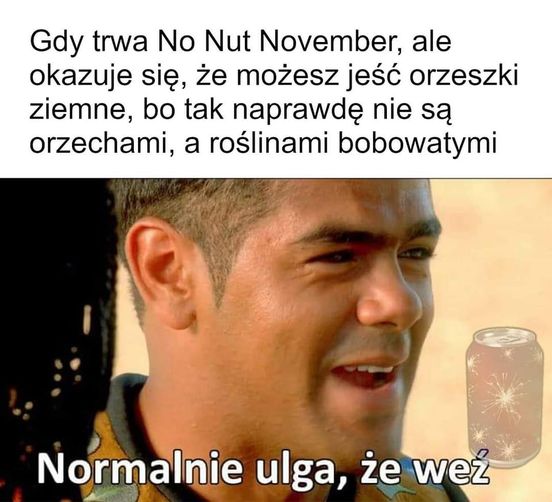 Gdy trwa No Nut November, ale
okazuje się, że możesz jeść orzeszki
ziemne, bo tak naprawdę nie są
orzechami, a roślinami bobowatymi
Normalnie ulga, że weź